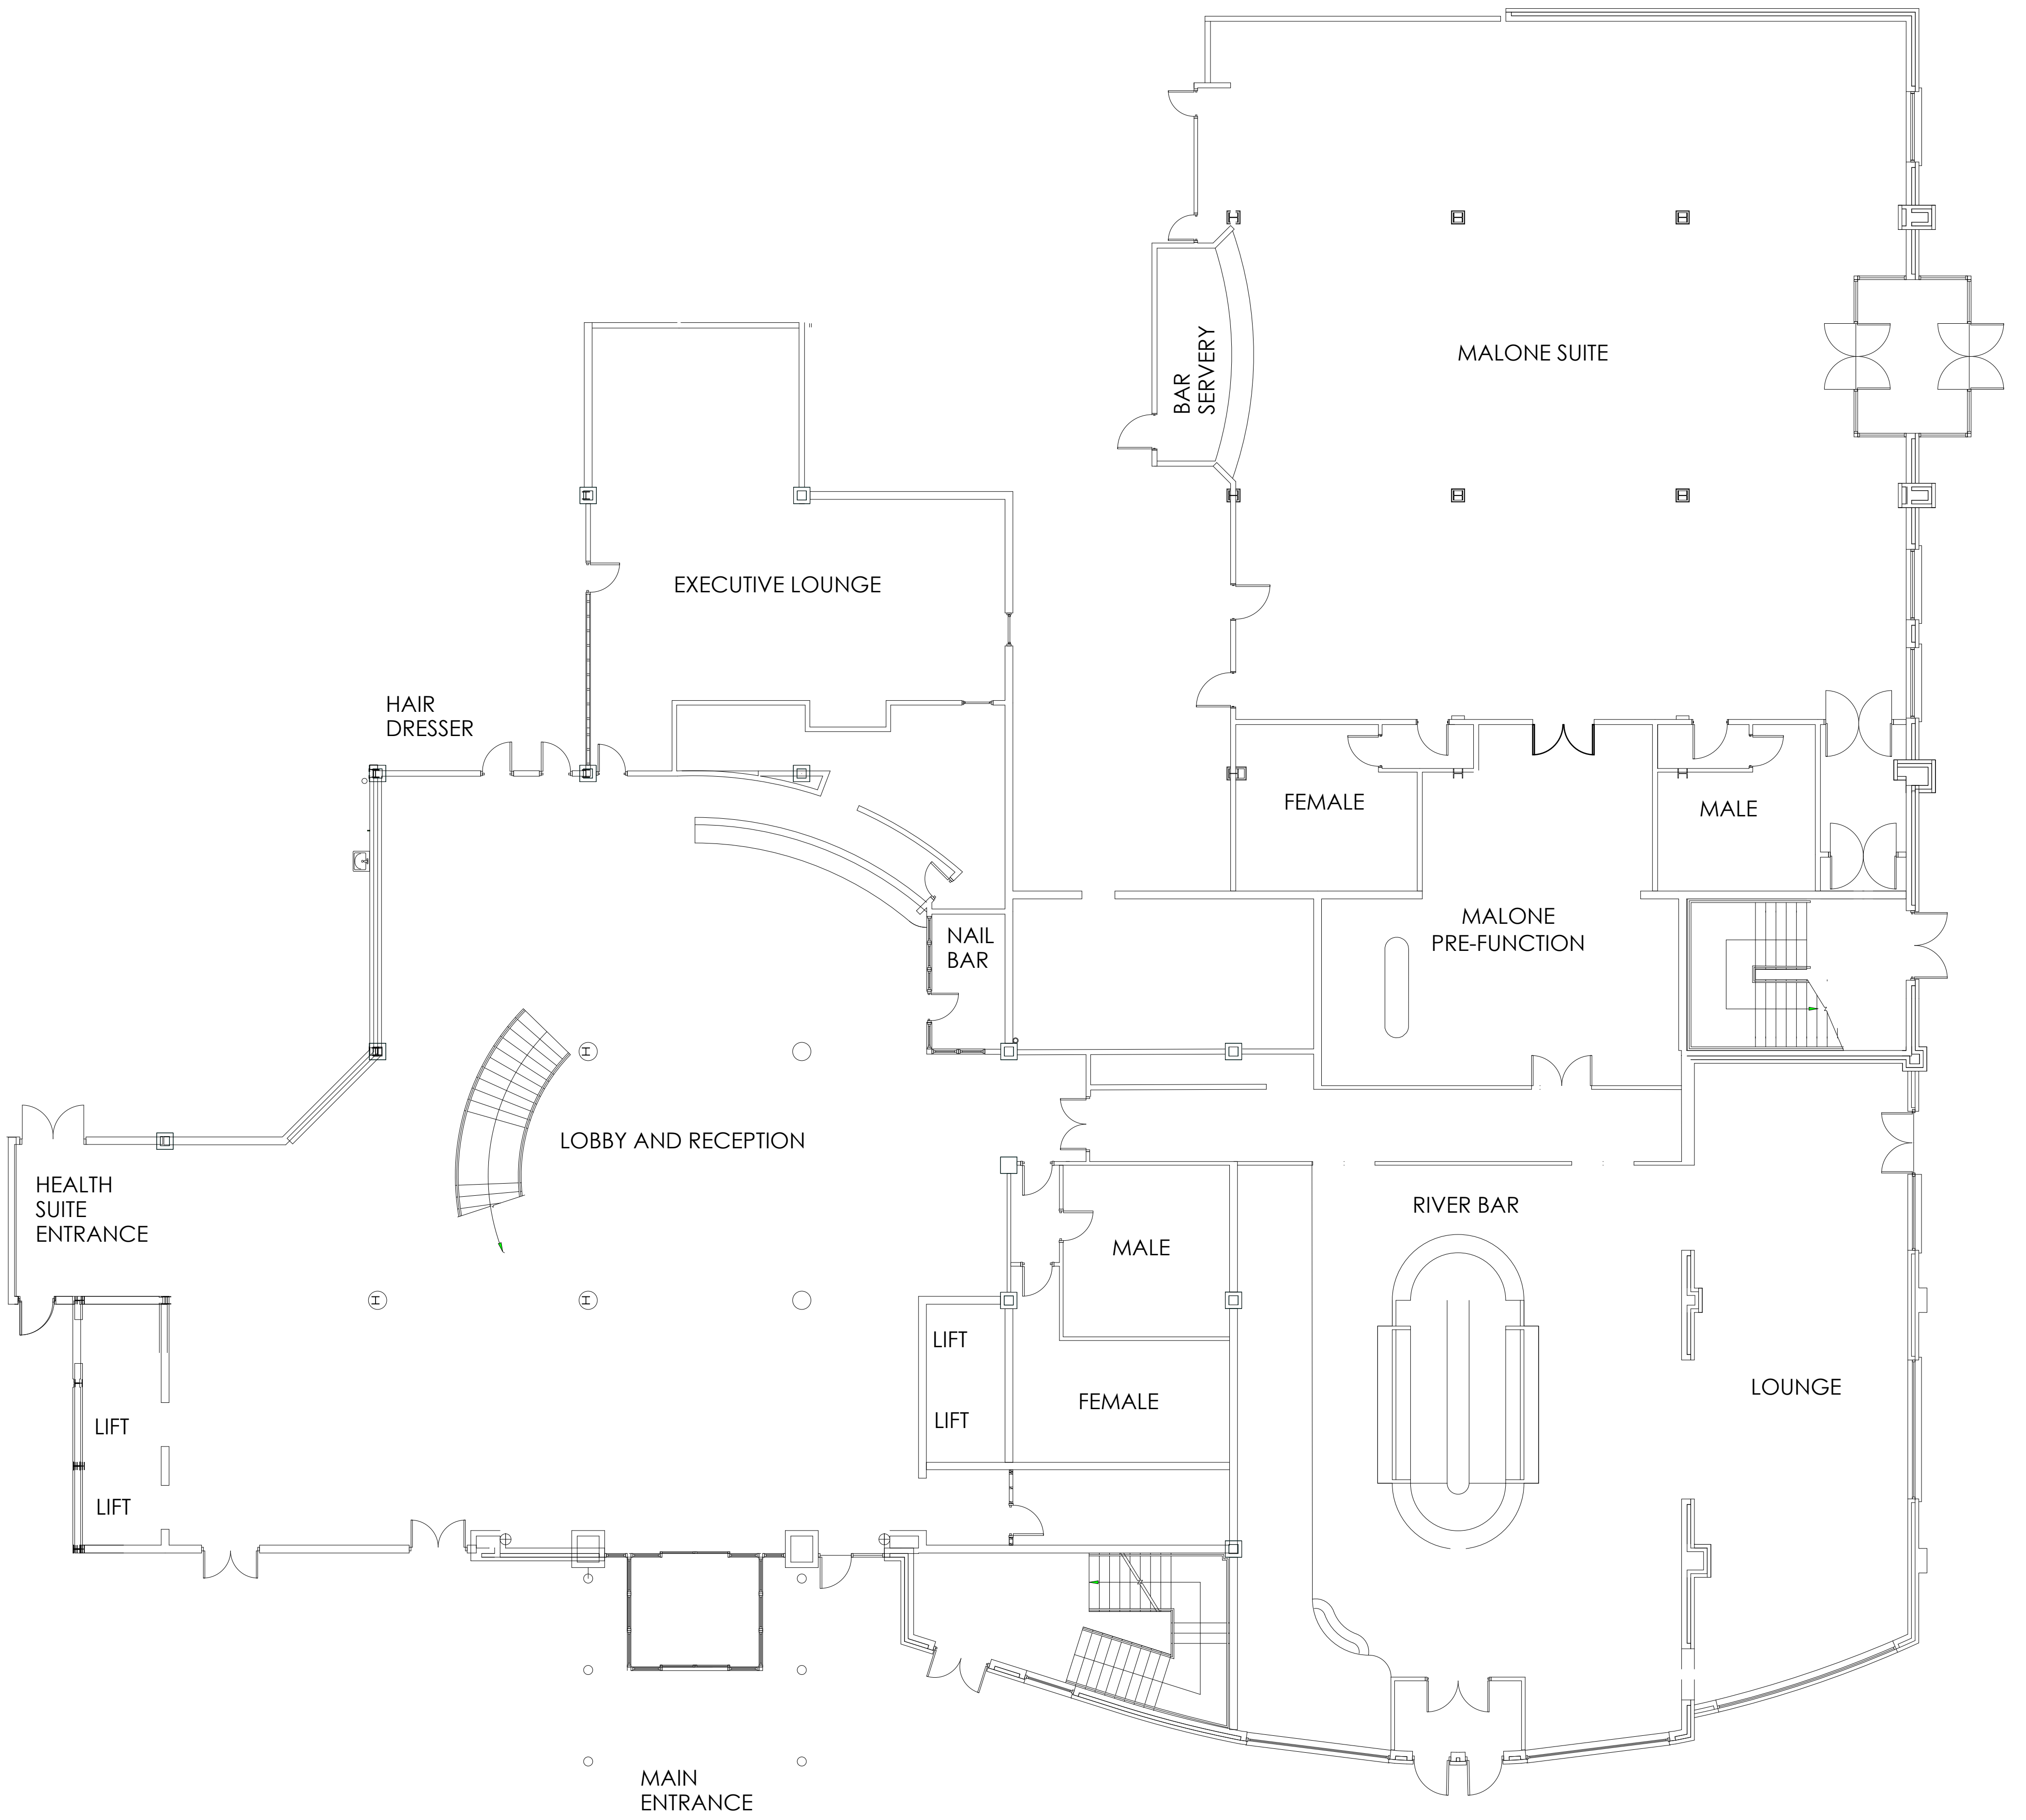 MALONE SUITE
BAR
SERVERY
EXECUTIVE LOUNGE
HAIR
DRESSER
FEMALE
MALE
MALONE
PRE-FUNCTION
NAIL
BAR
LOBBY AND RECEPTION
HEALTH
SUITE
ENTRANCE
RIVER BAR
MALE
LIFT
LOUNGE
FEMALE
LIFT
LIFT
LIFT
MAIN
ENTRANCE